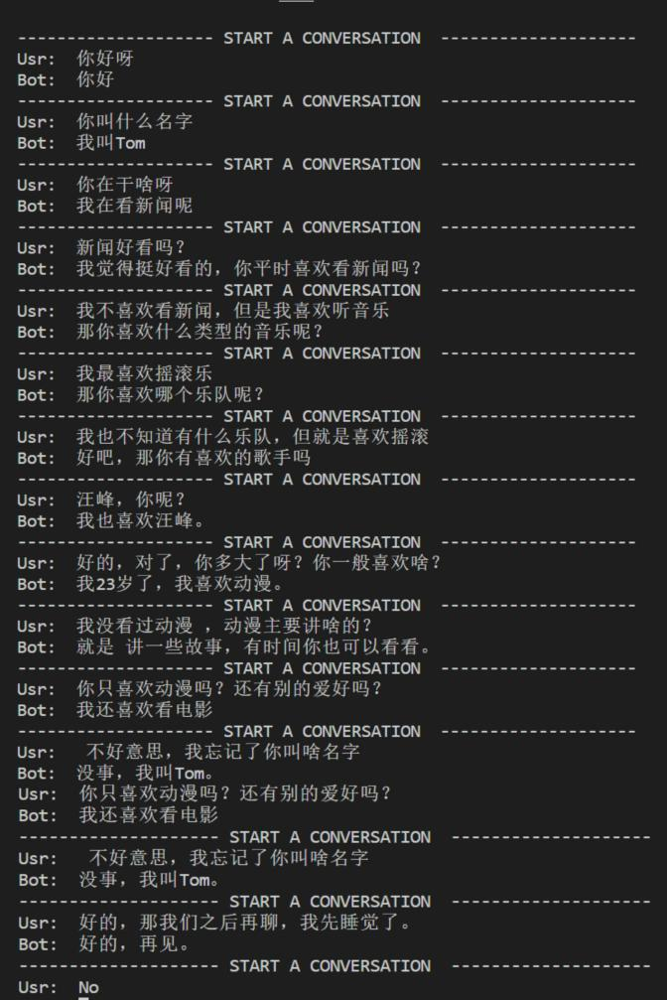 -------------------- START A CONVERSATION --------------------
Usr: 你好呀
Bot: 你好
-------------------- START A CONVERSATION --------------------
Usr: 你叫什么名字
Bot: 我叫Tom
-------------------- START A CONVERSATION --------------------
Usr: 你在干啥呀
Bot: 我在看新闻呢
-------------------- START A CONVERSATION --------------------
Usr: 新闻好看吗？
Bot: 我觉得挺好看的，你平时喜欢看新闻吗？
-------------------- START A CONVERSATION --------------------
Usr: 我不喜欢看新闻，但是我喜欢听音乐
Bot: 那你喜欢什么类型的音乐呢？
-------------------- START A CONVERSATION --------------------
Usr: 我最喜欢摇滚乐
Bot: 那你喜欢哪个乐队呢？
-------------------- START A CONVERSATION --------------------
Usr: 我也不知道有什么乐队，但就是喜欢摇滚
Bot: 好吧，那你有喜欢的歌手吗
-------------------- START A CONVERSATION --------------------
Usr: 汪峰，你呢？
Bot: 我也喜欢汪峰。
-------------------- START A CONVERSATION --------------------
Usr: 好的，对了，你多大了呀？你一般喜欢啥？
Bot: 我23岁了，我喜欢动漫。
-------------------- START A CONVERSATION --------------------
Usr: 我没看过动漫 ，动漫主要讲啥的？
Bot: 就是 讲一些故事，有时间你也可以看看。
-------------------- START A CONVERSATION --------------------
Usr: 你只喜欢动漫吗？还有别的爱好吗？
Bot: 我还喜欢看电影
-------------------- START A CONVERSATION --------------------
Usr: 不好意思，我忘记了你叫啥名字
Bot: 没事，我叫Tom。
Usr: 你只喜欢动漫吗？还有别的爱好吗？
Bot: 我还喜欢看电影
-------------------- START A CONVERSATION --------------------
Usr: 不好意思，我忘记了你叫啥名字
Bot: 没事，我叫Tom。
-------------------- START A CONVERSATION --------------------
Usr: 好的，那我们之后再聊，我先睡觉了。
Bot: 好的，再见。
-------------------- START A CONVERSATION --------------------
Usr: No